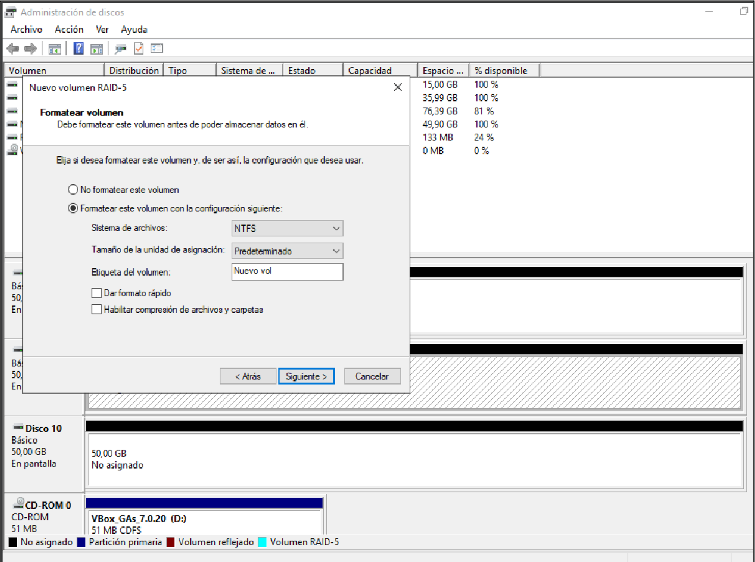 Administración de discos
Archivo Acción Ver Ayuda
Volumen Distribución Tipo Sistema de ... Estado Capacidad Espacio ... % disponible
15,00 GB 100 %
35,99 GB 100 %
76,39 GB 81 %
49,90 GB 100 %
133 MB 24 %
0 MB 0 %
Nuevo volumen RAID-5
Formatear volumen
Debe formatear este volumen antes de poder almacenar datos en él.
Elija si desea formatear este volumen y, de ser así, la configuración que desea usar.
No formatear este volumen
Formatear este volumen con la configuración siguiente:
Sistema de archivos: NTFS
Tamaño de la unidad de asignación: Predeterminado
Etiqueta del volumen: Nuevo vol
Dar formato rápido
Habilitar compresión de archivos y carpetas
< Atrás Siguiente > Cancelar
Bá
50,
En
Bá
50,
En
Disco 10
Básico
50,00 GB
En pantalla
50,00 GB
No asignado
CD-ROM 0
CD-ROM
51 MB
VBox_GAs_7.0.20 (D:)
51 MB CDFS
No asignado Partición primaria Volumen reflejado Volumen RAID-5